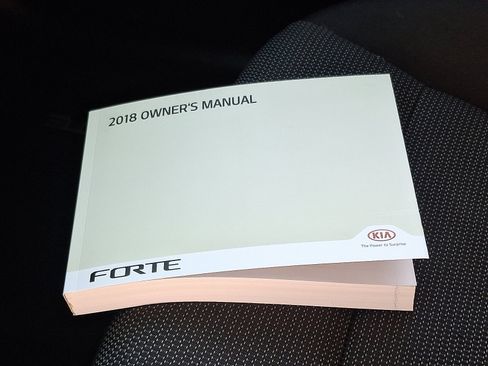 2018 OWNER'S MANUAL
KIA
The Power to Surprise
FORTE